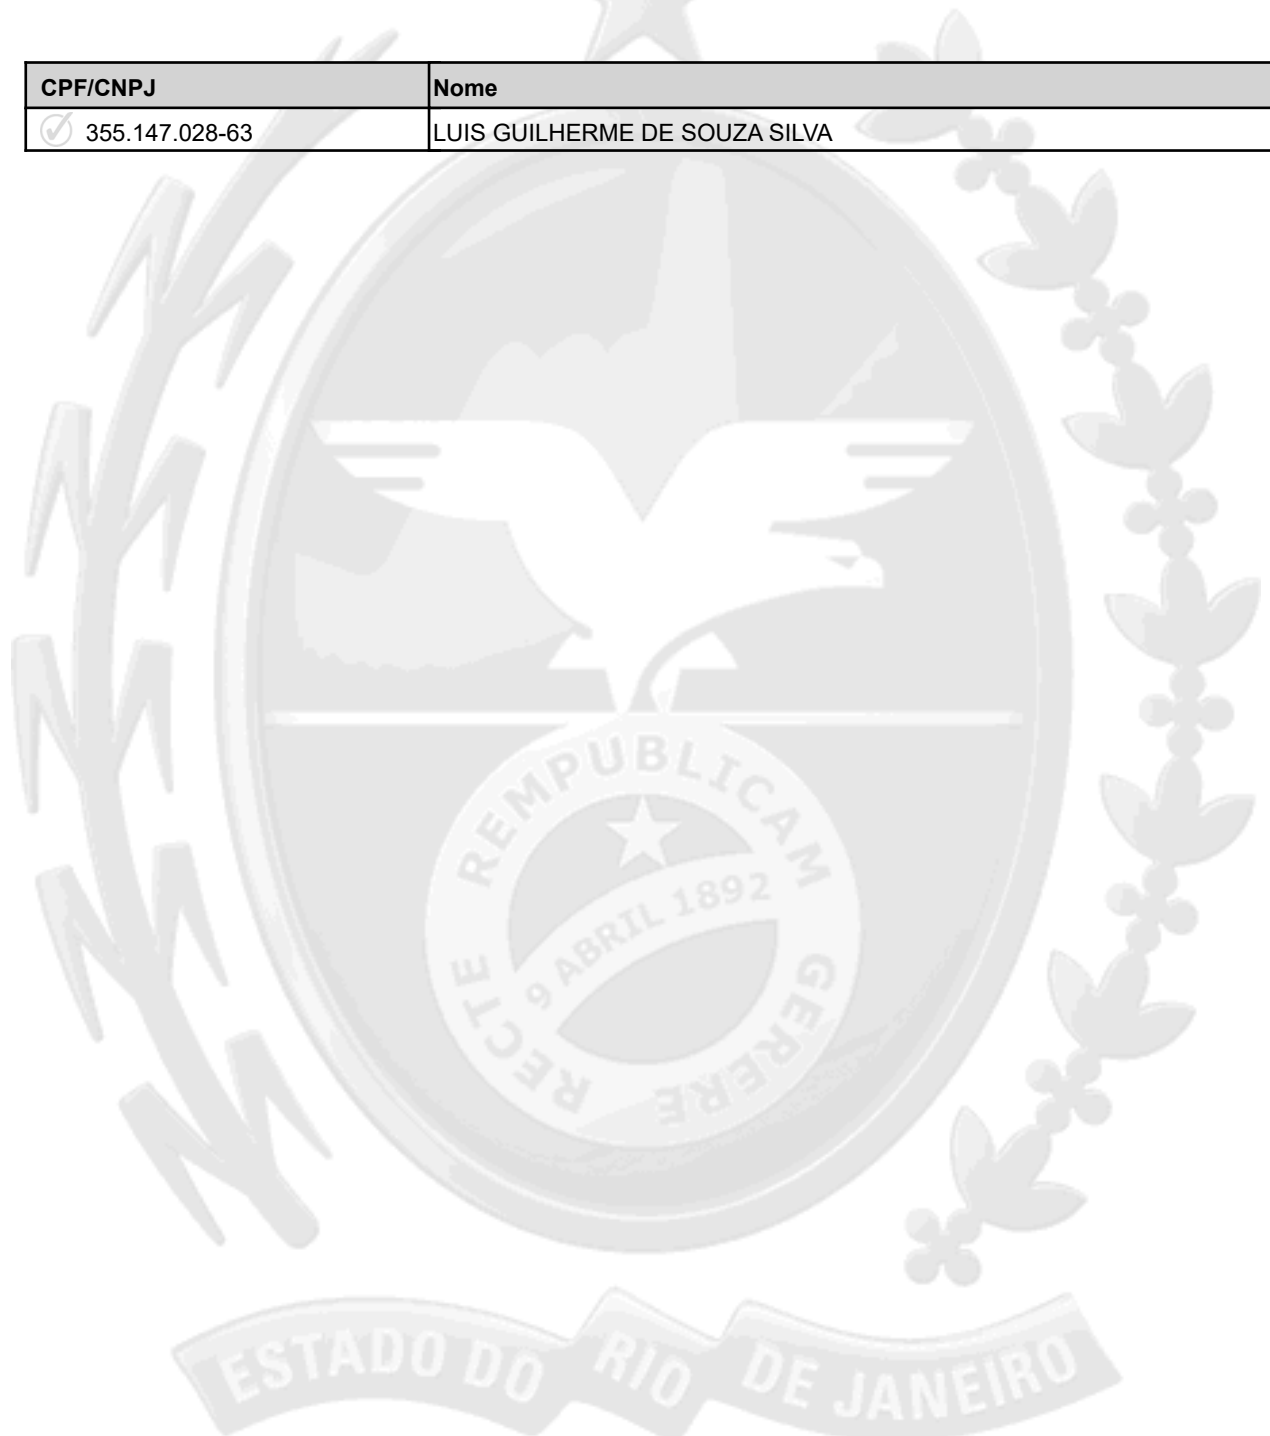 CPF/CNPJ Nome
355.147.028-63 LUIS GUILHERME DE SOUZA SILVA
REMPUBLICAM
9 ABRIL 1892
RECTE GERERE
ESTADO DO RIO DE JANEIRO